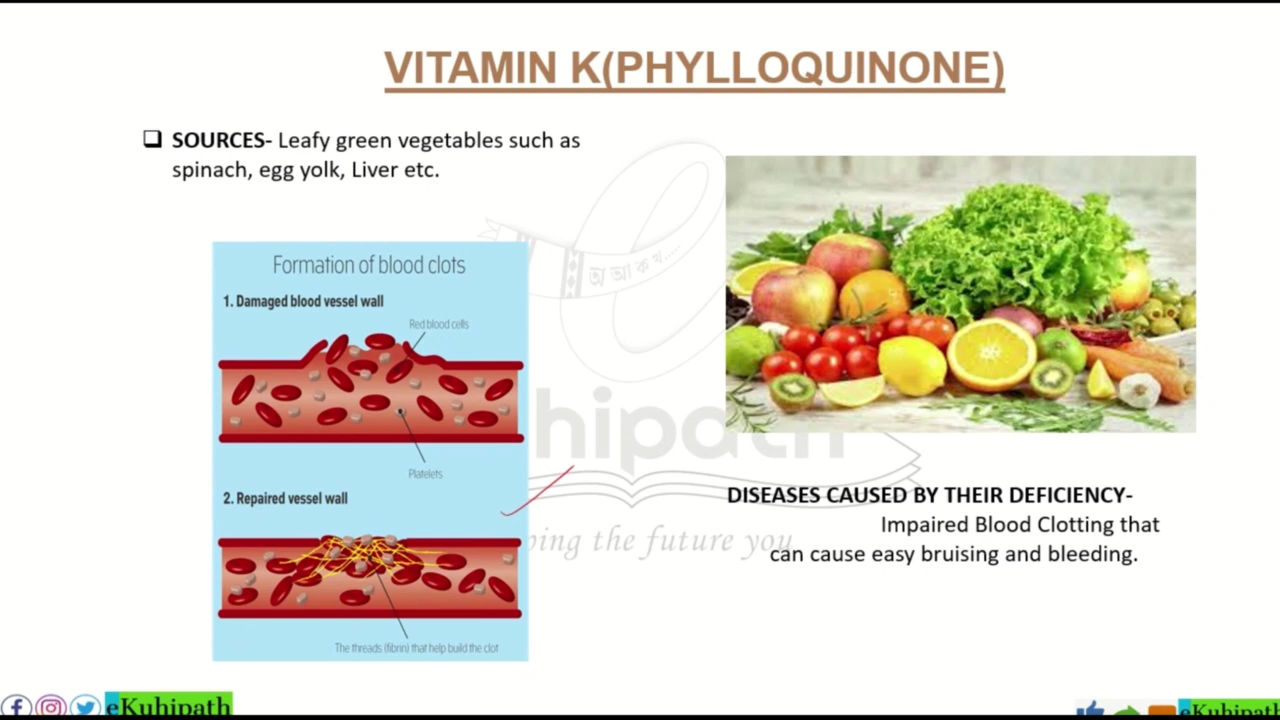 VITAMIN K(PHYLLOQUINONE)
SOURCES- Leafy green vegetables such as
spinach, egg yolk, Liver etc.
Formation of blood clots
1. Damaged blood vessel wall
Red blood cells
Platelets
2. Repaired vessel wall
The threads (fibrin) that help build the clot
অ আ ক খ.....
hipath
ping the future you
DISEASES CAUSED BY THEIR DEFICIENCY-
Impaired Blood Clotting that
can cause easy bruising and bleeding.
eKuhipath
eKuhipath